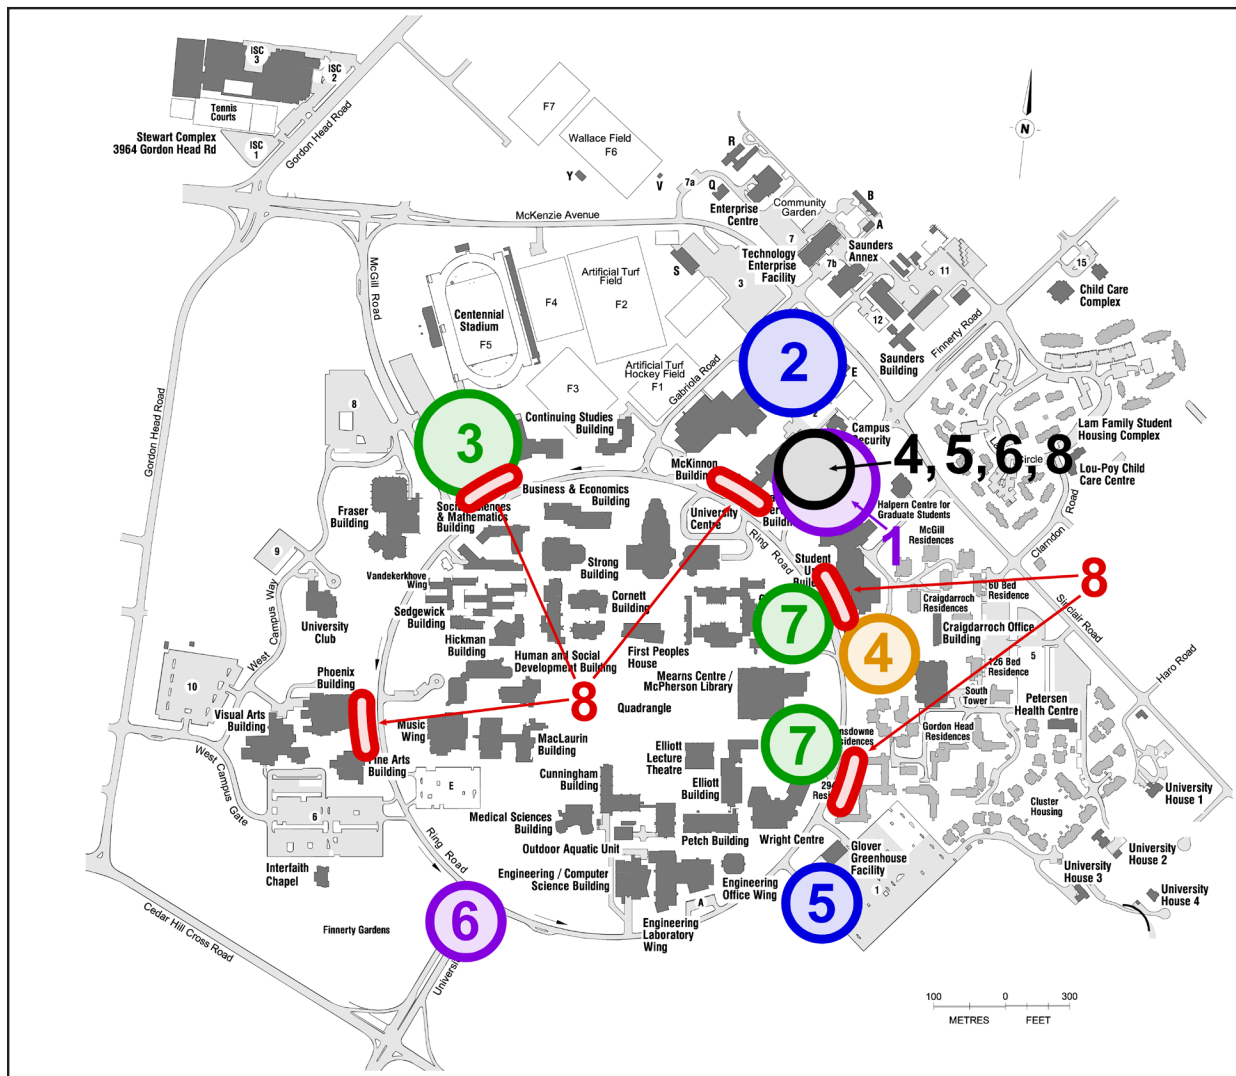 ISC
3
ISC
2
Tennis
Courts
Stewart Complex
3964 Gordon Head Rd
ISC
1
Gordon Head Road
F7
Wallace Field
F6
Y
V
R
Q
7a
Enterprise
Centre
Community
Garden
B
A
7
Technology
Enterprise
Facility
7b
Saunders
Annex
N
McKenzie Avenue
S
3
11
15
Child Care
Complex
12
Saunders
Building
Finnerty Road
McGill Road
Centennial
Stadium
F5
F4
Artificial Turf
Field
F2
Artificial Turf
Hockey Field
F1
F3
Gabriola Road
2
E
2
Gordon Head Road
8
3
Continuing Studies
Building
McKinnon
Building
Campus
Security
4, 5, 6, 8
Circle
Lam Family Student
Housing Complex
Lou-Poy Child
Care Centre
Business & Economics
Building
Fraser
Building
& Mathematics
Building
University
Centre
Halpern Centre for
Graduate Students
McGill
Residences
1
Clarndon Road
Ring Road
Student
9
Vandekerkhove
Wing
Strong
Building
Sedgewick
Building
Cornett
Building
Hickman
Building
University
Club
West Campus Way
7
4
8
60 Bed
Residence
Craigdarroch
Residences
Craigdarroch Office
Building
Sinclair Road
Haro Road
Human and Social
Development Building
First Peoples
House
126 Bed
Residence
5
Phoenix
Building
10
8
Mearns Centre /
McPherson Library
South
Tower
Petersen
Health Centre
Quadrangle
Visual Arts
Building
Music
Wing
MacLaurin
Building
7
Gordon Head
Residences
Fine Arts
Building
West Campus Gate
Elliott
Lecture
Theatre
Elliott
Building
Cunningham
Building
E
6
Cluster
Housing
University
House 1
Medical Sciences
Building
Petch Building
Wright Centre
Outdoor Aquatic Unit
Ring Road
Glover
Greenhouse
Facility
University
House 2
Interfaith
Chapel
Engineering / Computer
Science Building
Engineering
Office Wing
1
University
House 3
University
House 4
A
5
6
Engineering
Laboratory
Wing
Finnerty Gardens
Cedar Hill Cross Road
100
0
300
METRES
FEET